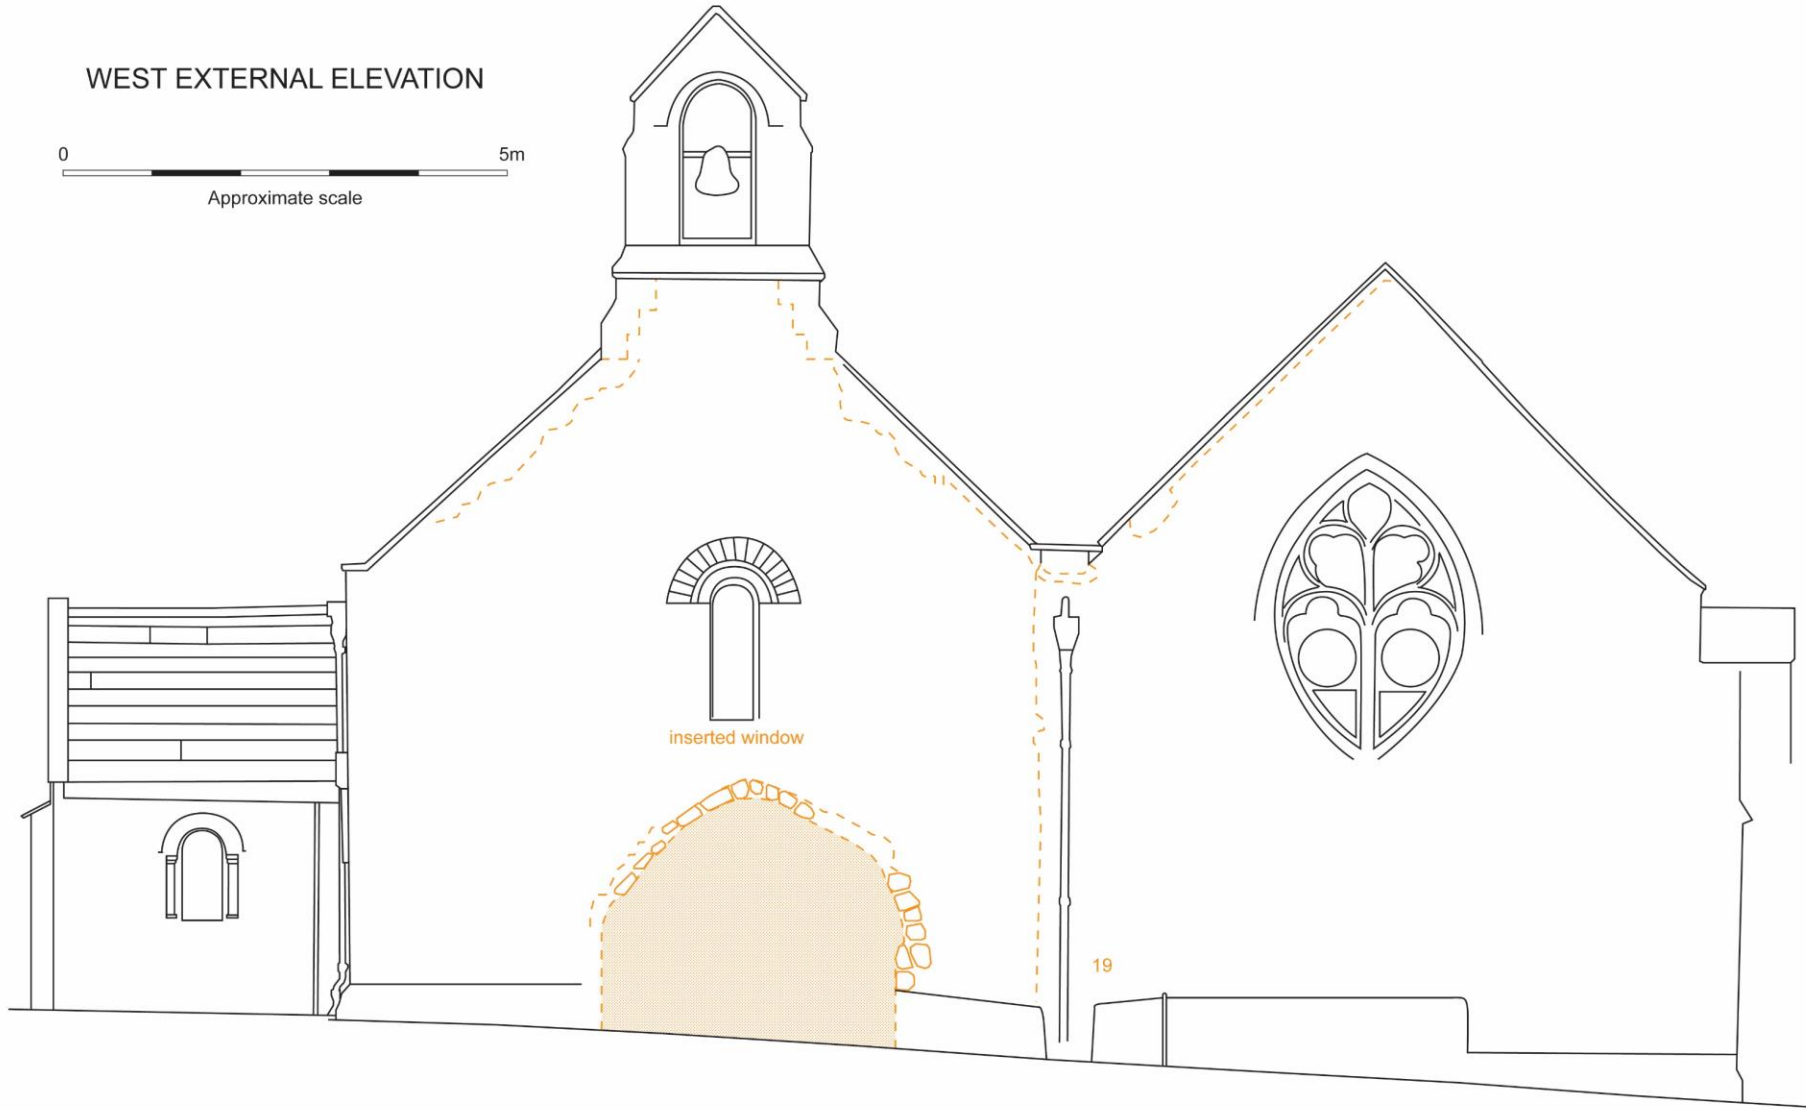 WEST EXTERNAL ELEVATION
0 5m
Approximate scale
inserted window
19